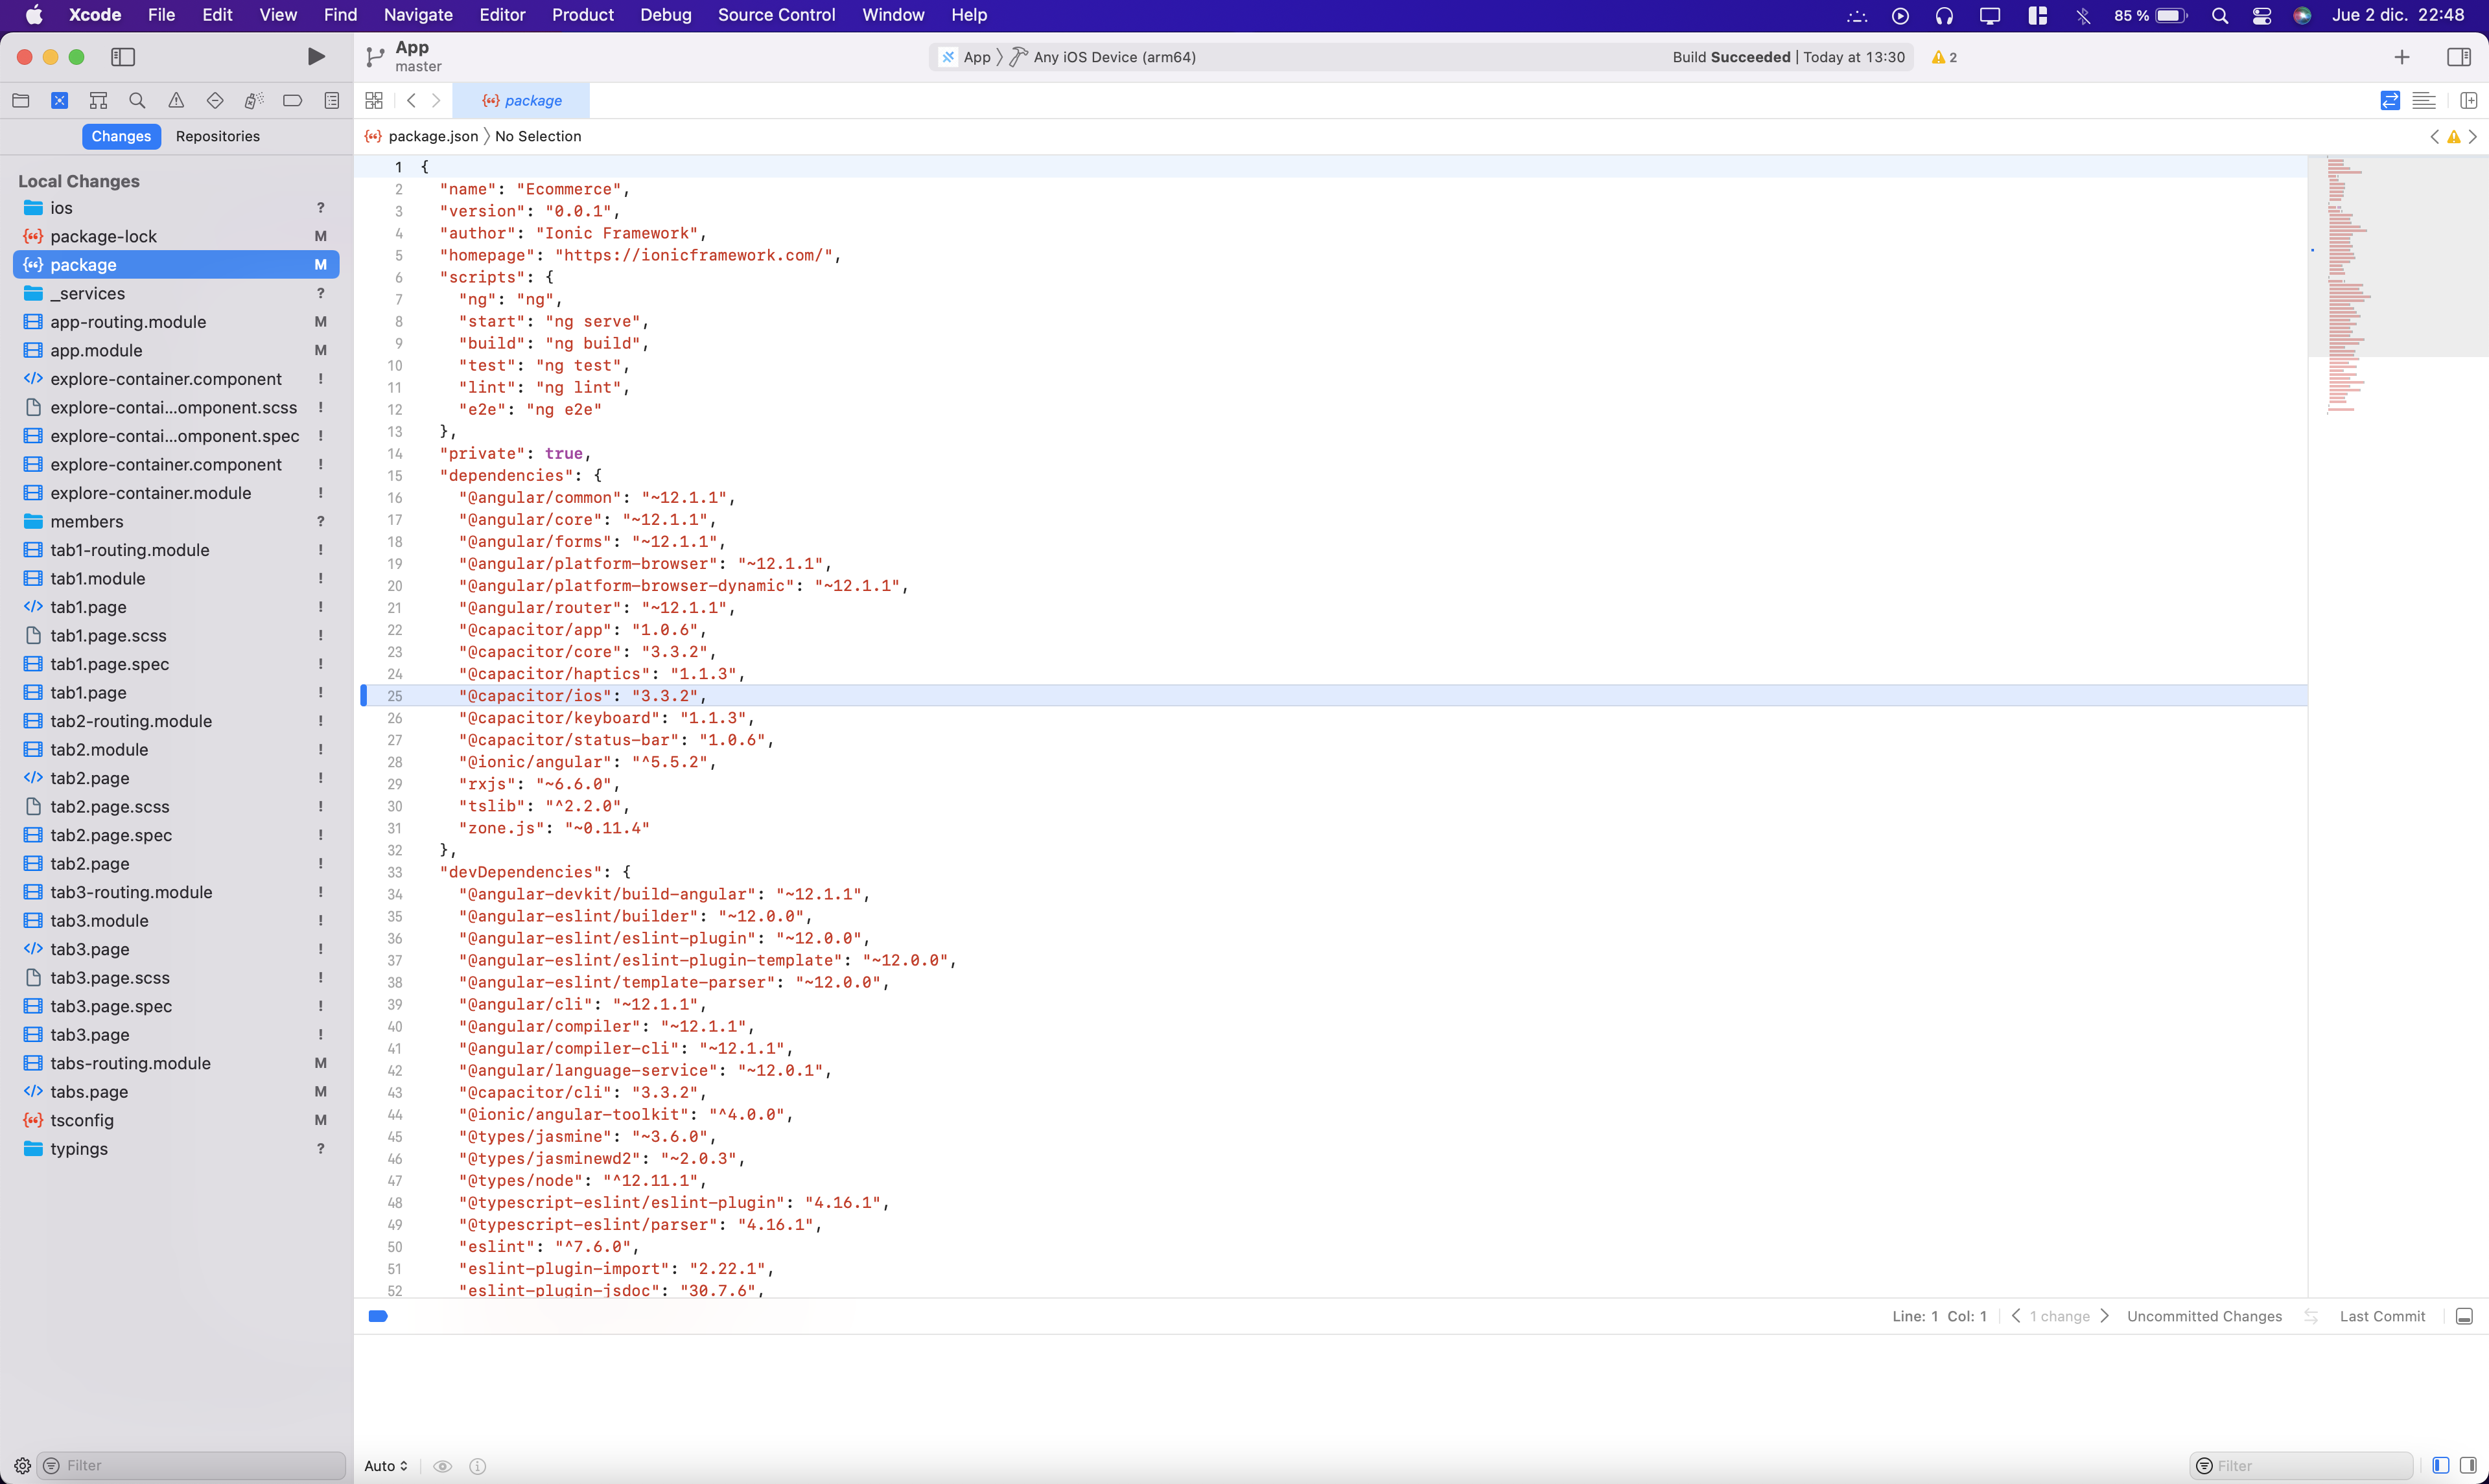 Xcode File Edit View Find Navigate Editor Product Debug Source Control Window Help 85 % Jue 2 dic. 22:48
App
master
App Any iOS Device (arm64) Build Succeeded | Today at 13:30 2
package
Changes Repositories
package.json No Selection
Local Changes
ios ?
package-lock M
package M
_services ?
app-routing.module M
app.module M
explore-container.component !
explore-contai...omponent.scss !
explore-contai...omponent.spec !
explore-container.component !
explore-container.module !
members ?
tab1-routing.module !
tab1.module !
tab1.page !
tab1.page.scss !
tab1.page.spec !
tab1.page !
tab2-routing.module !
tab2.module !
tab2.page !
tab2.page.scss !
tab2.page.spec !
tab2.page !
tab3-routing.module !
tab3.module !
tab3.page !
tab3.page.scss !
tab3.page.spec !
tab3.page !
tabs-routing.module M
tabs.page M
tsconfig M
typings ?
Filter
1 {
2 "name": "Ecommerce",
3 "version": "0.0.1",
4 "author": "Ionic Framework",
5 "homepage": "https://ionicframework.com/",
6 "scripts": {
7 "ng": "ng",
8 "start": "ng serve",
9 "build": "ng build",
10 "test": "ng test",
11 "lint": "ng lint",
12 "e2e": "ng e2e"
13 },
14 "private": true,
15 "dependencies": {
16 "@angular/common": "~12.1.1",
17 "@angular/core": "~12.1.1",
18 "@angular/forms": "~12.1.1",
19 "@angular/platform-browser": "~12.1.1",
20 "@angular/platform-browser-dynamic": "~12.1.1",
21 "@angular/router": "~12.1.1",
22 "@capacitor/app": "1.0.6",
23 "@capacitor/core": "3.3.2",
24 "@capacitor/haptics": "1.1.3",
25 "@capacitor/ios": "3.3.2",
26 "@capacitor/keyboard": "1.1.3",
27 "@capacitor/status-bar": "1.0.6",
28 "@ionic/angular": "^5.5.2",
29 "rxjs": "~6.6.0",
30 "tslib": "^2.2.0",
31 "zone.js": "~0.11.4"
32 },
33 "devDependencies": {
34 "@angular-devkit/build-angular": "~12.1.1",
35 "@angular-eslint/builder": "~12.0.0",
36 "@angular-eslint/eslint-plugin": "~12.0.0",
37 "@angular-eslint/eslint-plugin-template": "~12.0.0",
38 "@angular-eslint/template-parser": "~12.0.0",
39 "@angular/cli": "~12.1.1",
40 "@angular/compiler": "~12.1.1",
41 "@angular/compiler-cli": "~12.1.1",
42 "@angular/language-service": "~12.0.1",
43 "@capacitor/cli": "3.3.2",
44 "@ionic/angular-toolkit": "^4.0.0",
45 "@types/jasmine": "~3.6.0",
46 "@types/jasminewd2": "~2.0.3",
47 "@types/node": "^12.11.1",
48 "@typescript-eslint/eslint-plugin": "4.16.1",
49 "@typescript-eslint/parser": "4.16.1",
50 "eslint": "^7.6.0",
51 "eslint-plugin-import": "2.22.1",
52 "eslint-plugin-jsdoc": "30.7.6",
Line: 1 Col: 1 1 change Uncommitted Changes Last Commit
Auto Filter